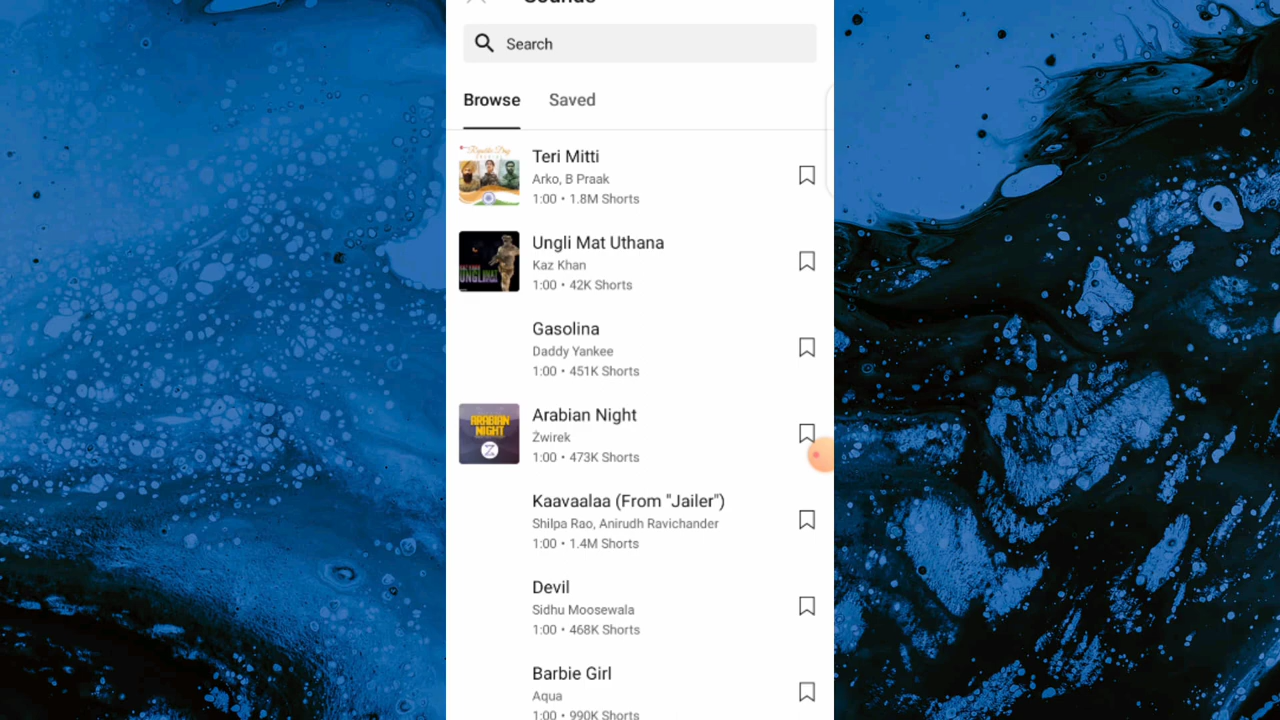 Sounds
Search
Browse Saved
Teri Mitti
Arko, B Praak
1:00 • 1.8M Shorts
Ungli Mat Uthana
Kaz Khan
1:00 • 42K Shorts
Gasolina
Daddy Yankee
1:00 • 451K Shorts
ARABIAN
NIGHT
Z
Arabian Night
Żwirek
1:00 • 473K Shorts
Kaavaalaa (From "Jailer")
Shilpa Rao, Anirudh Ravichander
1:00 • 1.4M Shorts
Devil
Sidhu Moosewala
1:00 • 468K Shorts
Barbie Girl
Aqua
1:00 • 990K Shorts